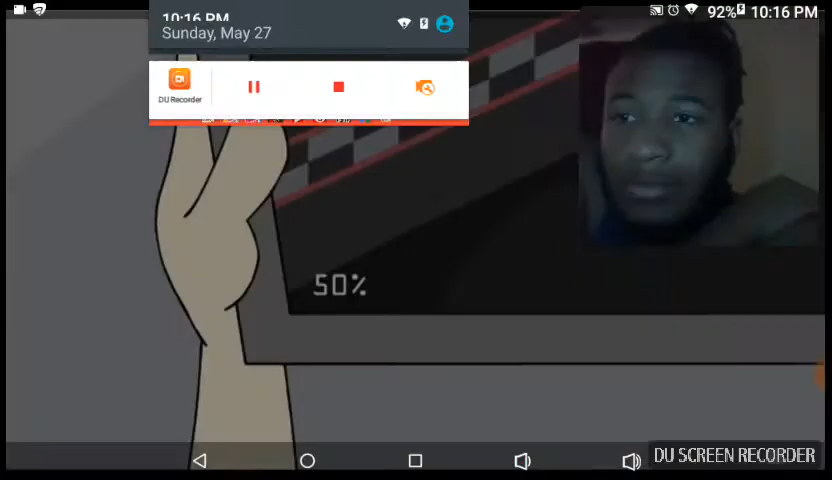 10:16 PM
92% 10:16 PM
Sunday, May 27
DU Recorder
50%
DU SCREEN RECORDER